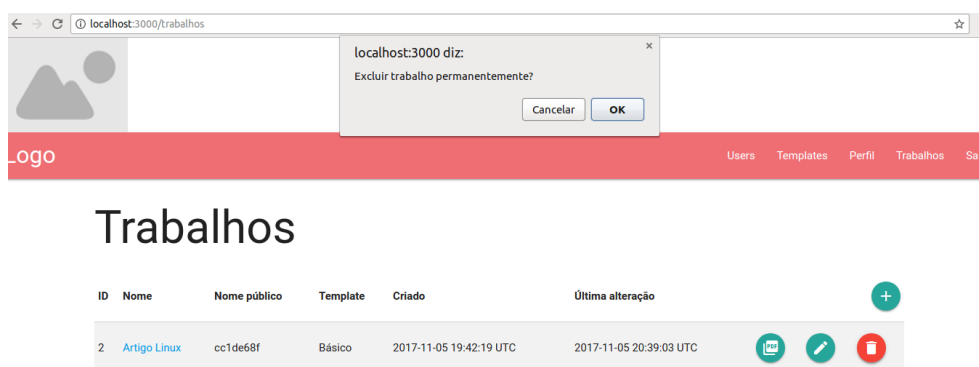 localhost:3000/trabalhos
localhost:3000 diz:
Excluir trabalho permanentemente?
Cancelar OK
Logo Users Templates Perfil Trabalhos Sa
Trabalhos
ID Nome Nome público Template Criado Última alteração
2 Artigo Linux cc1de68f Básico 2017-11-05 19:42:19 UTC 2017-11-05 20:39:03 UTC PDF